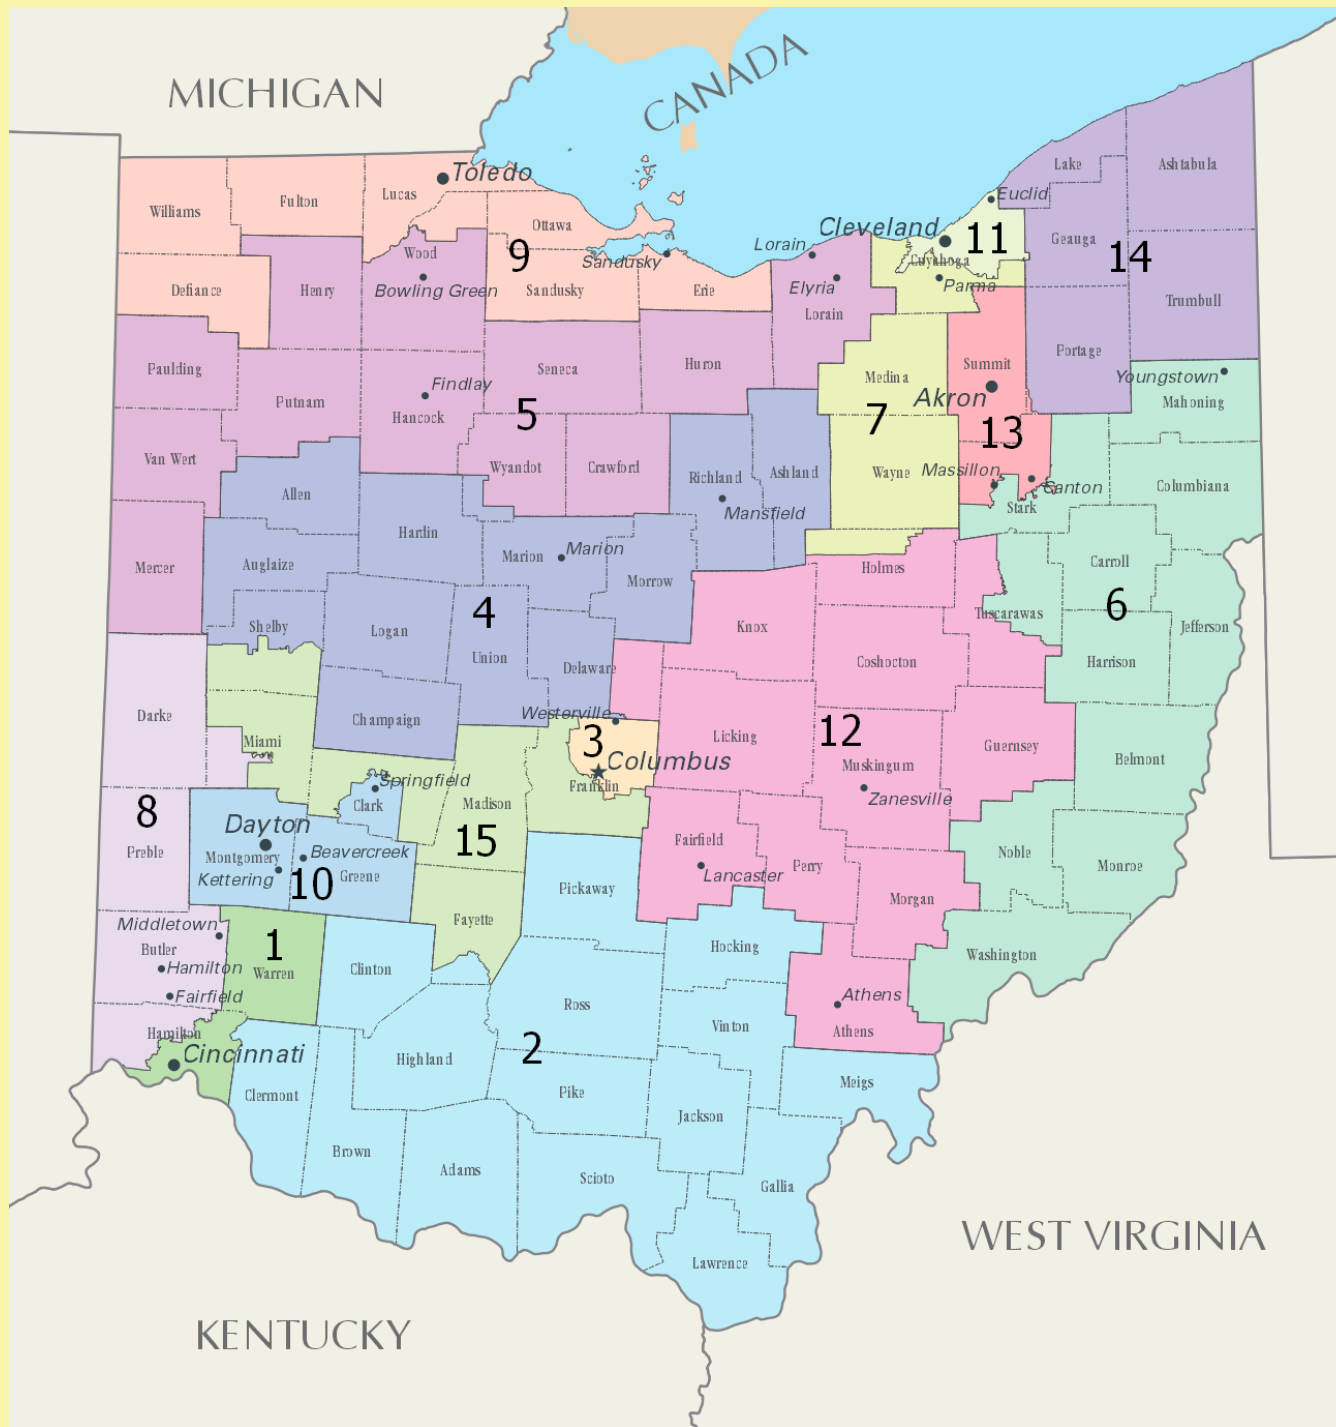 MICHIGAN
CANADA
Lake
Ashtabula
Toledo
Lucas
Euclid
Fulton
Williams
Ottawa
Cleveland
11
Geauga
Lorain
Wood
9
Cuyahoga
14
Sandusky
Parma
Defiance
Henry
Bowling Green
Sandusky
Erie
Elyria
Lorain
Trumbull
Portage
Summit
Huron
Seneca
Paulding
Medina
Youngstown
Findlay
Akron
Mahoning
Putnam
Hancock
5
7
13
Van Wert
Wyandot
Crawford
Richland
Ashland
Wayne
Massillon
Canton
Columbiana
Allen
Mansfield
Stark
Hardin
Marion
Marion
Auglaize
Mercer
Morrow
Holmes
Carroll
4
6
Tuscarawas
Shelby
Logan
Knox
Jefferson
Union
Delaware
Coshocton
Harrison
Darke
Champaign
Westerville
12
Miami
3
Licking
Guernsey
Columbus
Muskingum
Belmont
Springfield
Franklin
Clark
Madison
Zanesville
8
Dayton
15
Fairfield
Preble
Montgomery
Beavercreek
Noble
Kettering
Greene
10
Lancaster
Perry
Monroe
Pickaway
Morgan
Fayette
Middletown
1
Butler
Hocking
Washington
Hamilton
Warren
Clinton
Fairfield
Ross
Athens
Hamilton
Vinton
Athens
Cincinnati
2
Highland
Clermont
Pike
Meigs
Jackson
Brown
Adams
Scioto
Gallia
WEST VIRGINIA
Lawrence
KENTUCKY